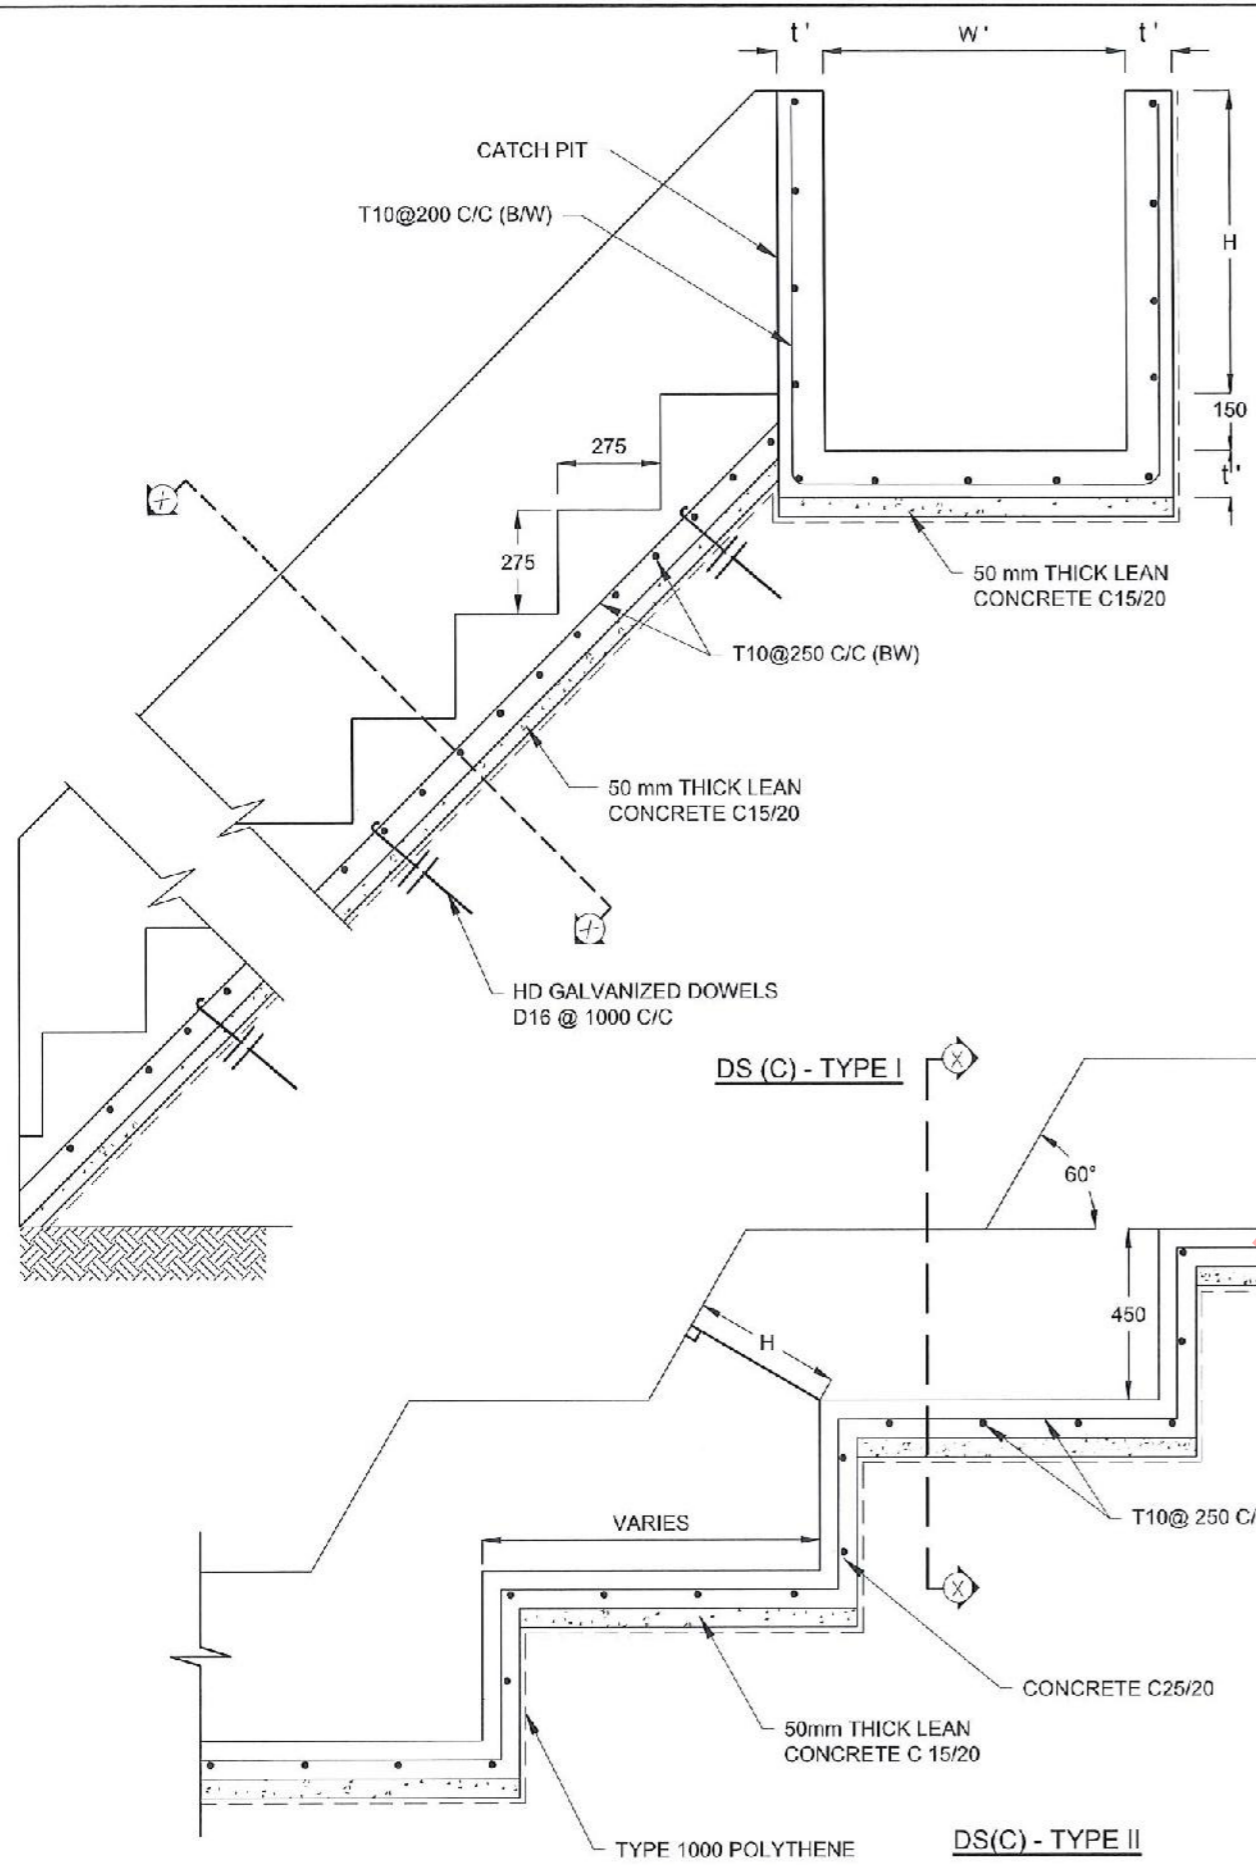 t' W' t'
CATCH PIT
T10@200 C/C (B/W)
H
150
t'
275
275
50 mm THICK LEAN
CONCRETE C15/20
T10@250 C/C (BW)
50 mm THICK LEAN
CONCRETE C15/20
X
X
HD GALVANIZED DOWELS
D16 @ 1000 C/C
DS (C) - TYPE I
X
60°
450
H
T10@ 250 C/
VARIES
X
CONCRETE C25/20
50mm THICK LEAN
CONCRETE C 15/20
TYPE 1000 POLYTHENE
DS(C) - TYPE II